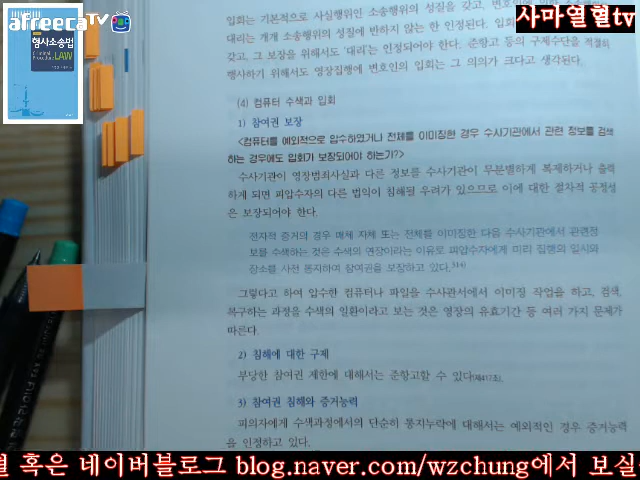 afreecaTV
형사소송법
Criminal
Procedure LAW
사마열혈tv
입회는 기본적으로 사실행위인 소송행위의 성질을 갖고, 변호인에 의한
대리는 개개 소송행위의 성질에 반하지 않는 한 인정된다. 입회
갖고, 그 보장을 위해서도 '대리'는 인정되어야 한다. 준항고 등의 구제수단을 적절히
행사하기 위해서도 영장집행에 변호인의 입회는 그 의의가 크다고 생각된다.
(4) 컴퓨터 수색과 입회
1) 참여권 보장
<컴퓨터를 예외적으로 압수하였거나 전체를 이미징한 경우 수사기관에서 관련 정보를 검색
하는 경우에도 입회가 보장되어야 하는가?>
수사기관이 영장범죄사실과 다른 정보를 수사기관이 무분별하게 복제하거나 출력
하게 되면 피압수자의 다른 법익이 침해될 우려가 있으므로 이에 대한 절차적 공정성
은 보장되어야 한다.
전자적 증거의 경우 매체 자체 또는 전체를 이미징한 다음 수사기관에서 관련정
보를 수색하는 것은 수색의 연장이라는 이유로 피압수자에게 미리 집행의 일시와
장소를 사전 통지하여 참여권을 보장하고 있다.314)
그렇다고 하여 압수한 컴퓨터나 파일을 수사관서에서 이미징 작업을 하고, 검색,
복구하는 과정을 수색의 일환이라고 보는 것은 영장의 유효기간 등 여러 가지 문제가
따른다.
2) 침해에 대한 구제
부당한 참여권 제한에 대해서는 준항고할 수 있다(제417조).
3) 참여권 침해와 증거능력
피의자에게 수색과정에서의 단순히 통지누락에 대해서는 예외적인 경우 증거능력
을 인정하고 있다.
혹은 네이버블로그 blog.naver.com/wzchung에서 보실